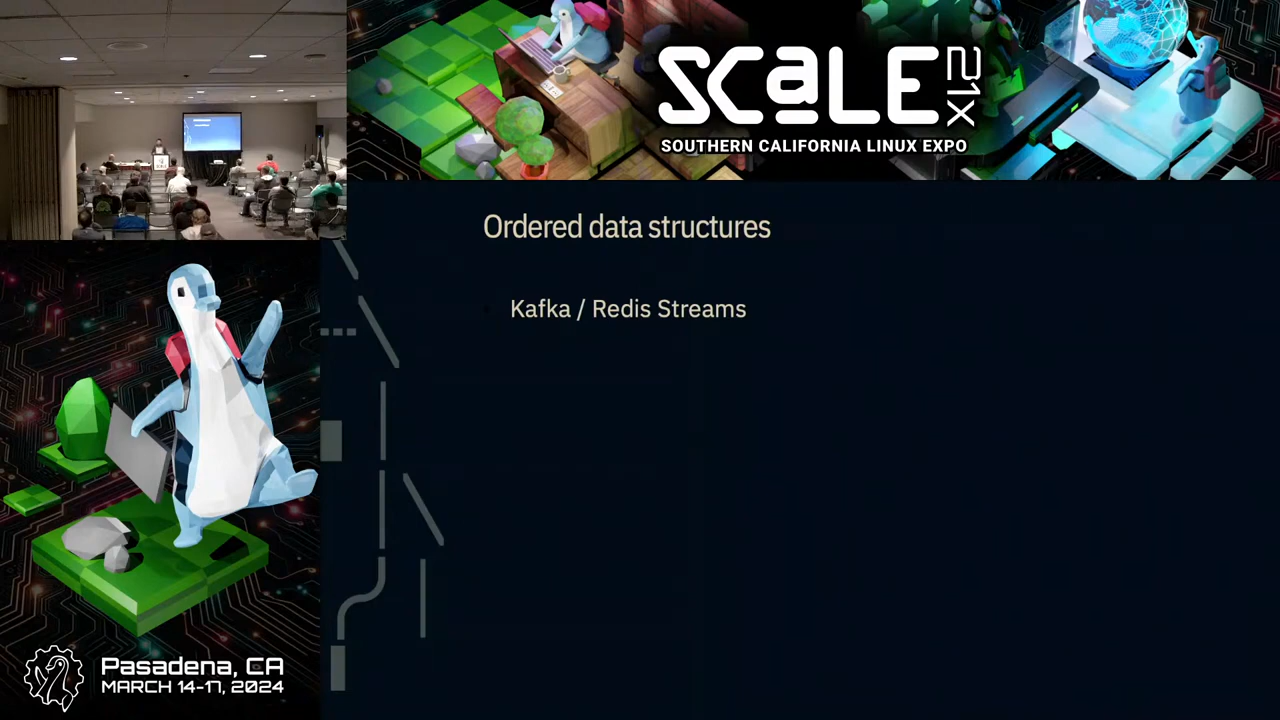 SCaLE 21X
SOUTHERN CALIFORNIA LINUX EXPO
Ordered data structures
Kafka / Redis Streams
Pasadena, CA
MARCH 14-17, 2024